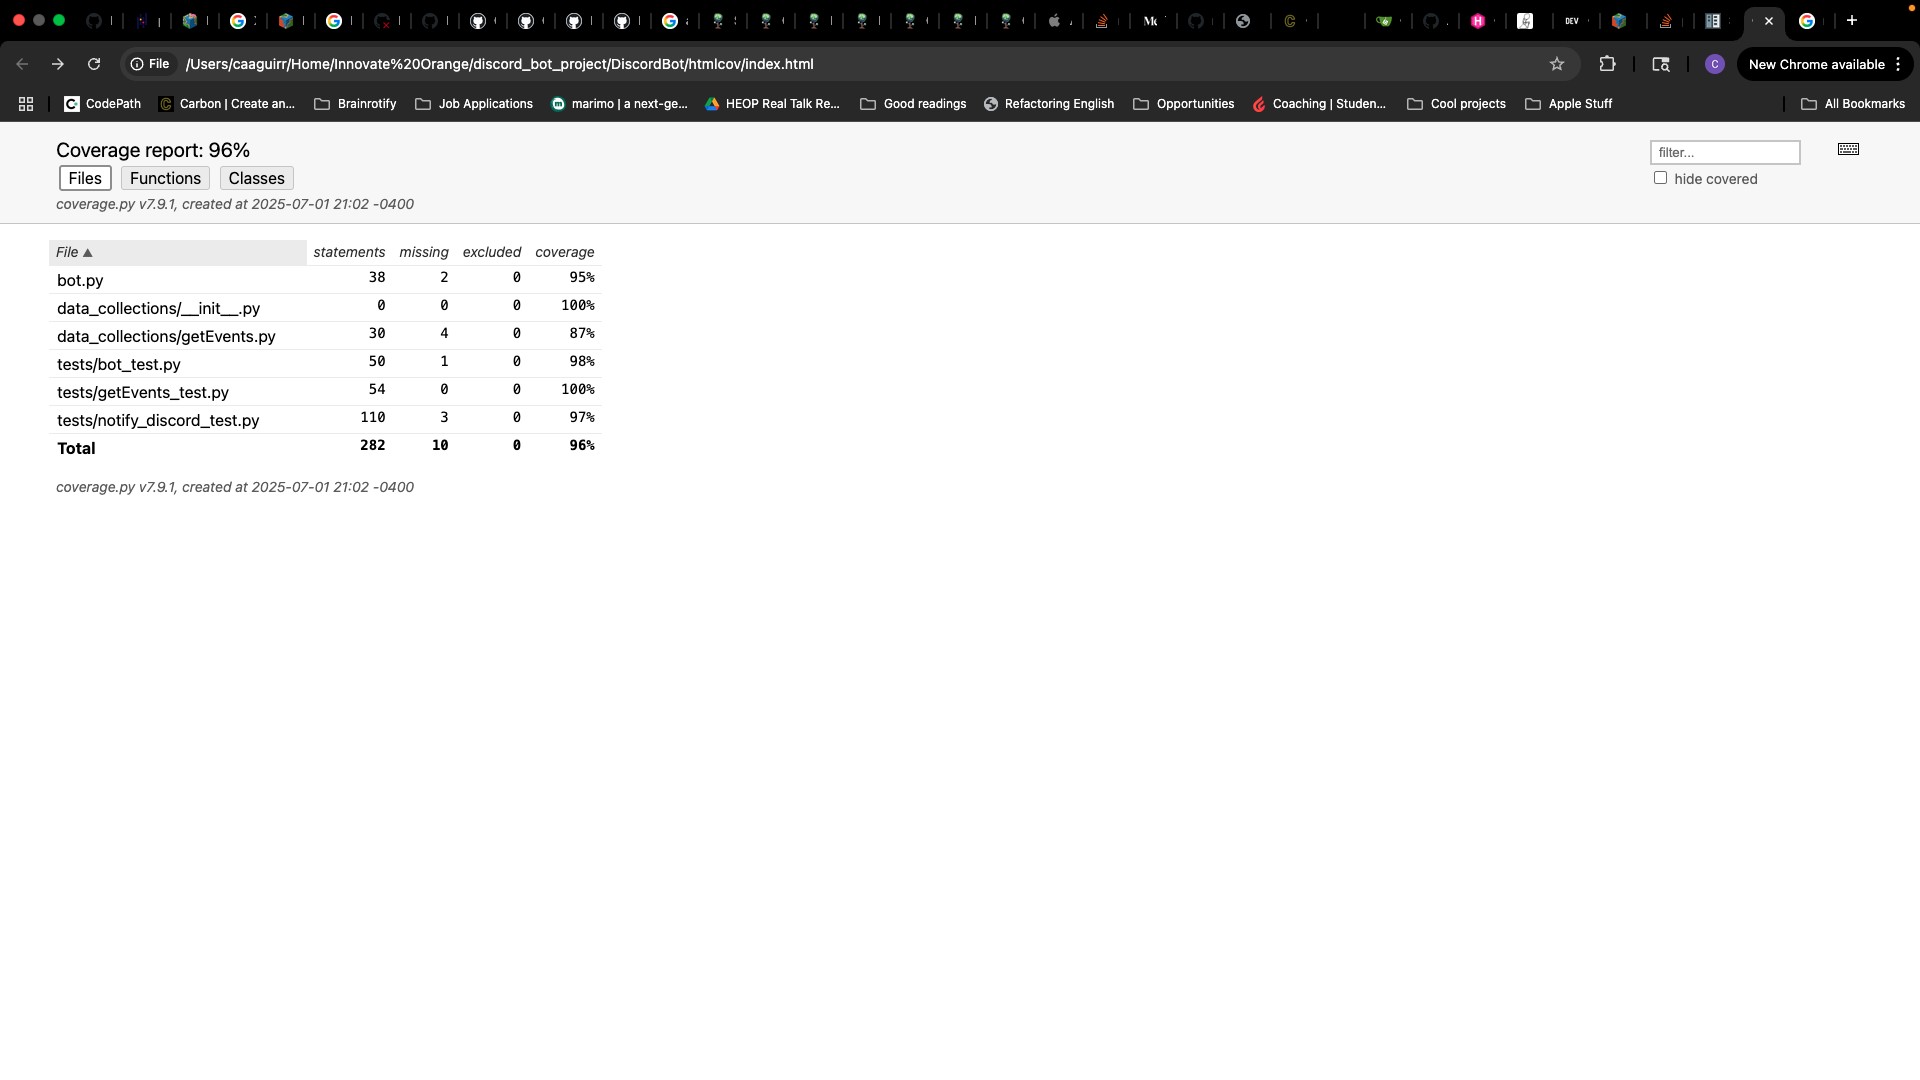 File
/Users/caaguirr/Home/Innovate%20Orange/discord_bot_project/DiscordBot/htmlcov/index.html
C
New Chrome available
CodePath
Carbon | Create an...
Brainrotify
Job Applications
marimo | a next-ge...
HEOP Real Talk Re...
Good readings
Refactoring English
Opportunities
Coaching | Studen...
Cool projects
Apple Stuff
All Bookmarks
Coverage report: 96%
filter...
Files Functions Classes
hide covered
coverage.py v7.9.1, created at 2025-07-01 21:02 -0400
File ▲ statements missing excluded coverage
bot.py 38 2 0 95%
data_collections/__init__.py 0 0 0 100%
data_collections/getEvents.py 30 4 0 87%
tests/bot_test.py 50 1 0 98%
tests/getEvents_test.py 54 0 0 100%
tests/notify_discord_test.py 110 3 0 97%
Total 282 10 0 96%
coverage.py v7.9.1, created at 2025-07-01 21:02 -0400